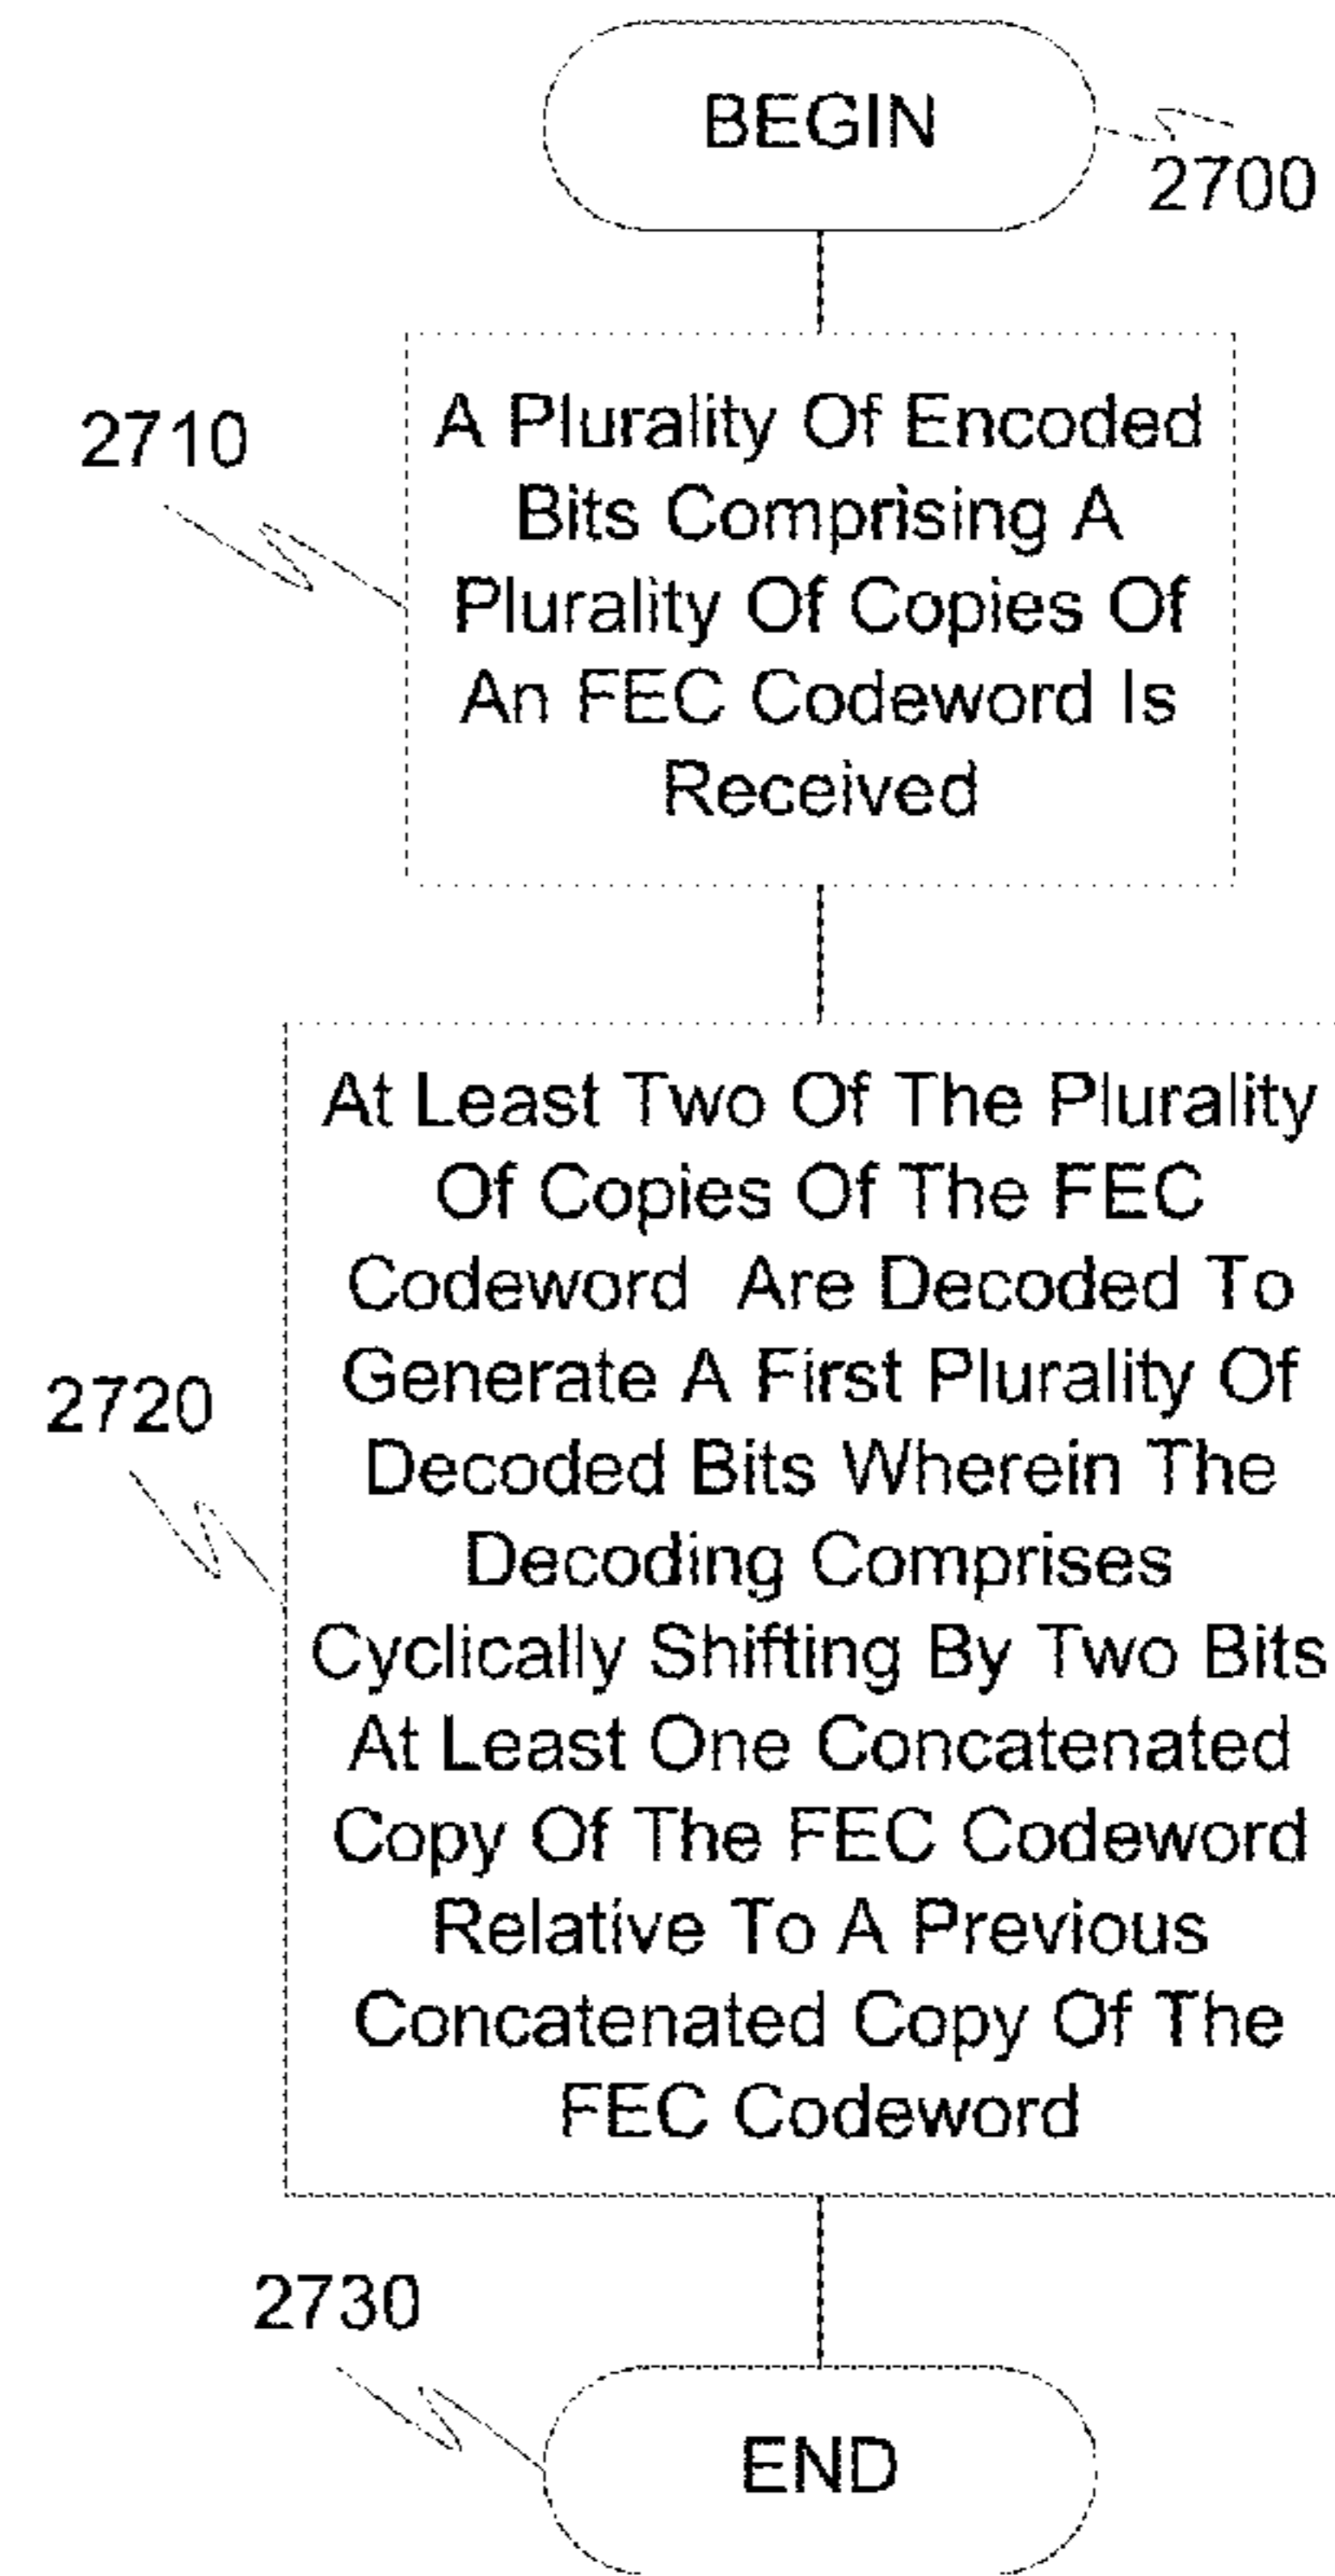 BEGIN
2700
2710
A Plurality Of Encoded
Bits Comprising A
Plurality Of Copies Of
An FEC Codeword Is
Received
2720
At Least Two Of The Plurality
Of Copies Of The FEC
Codeword Are Decoded To
Generate A First Plurality Of
Decoded Bits Wherein The
Decoding Comprises
Cyclically Shifting By Two Bits
At Least One Concatenated
Copy Of The FEC Codeword
Relative To A Previous
Concatenated Copy Of The
FEC Codeword
2730
END